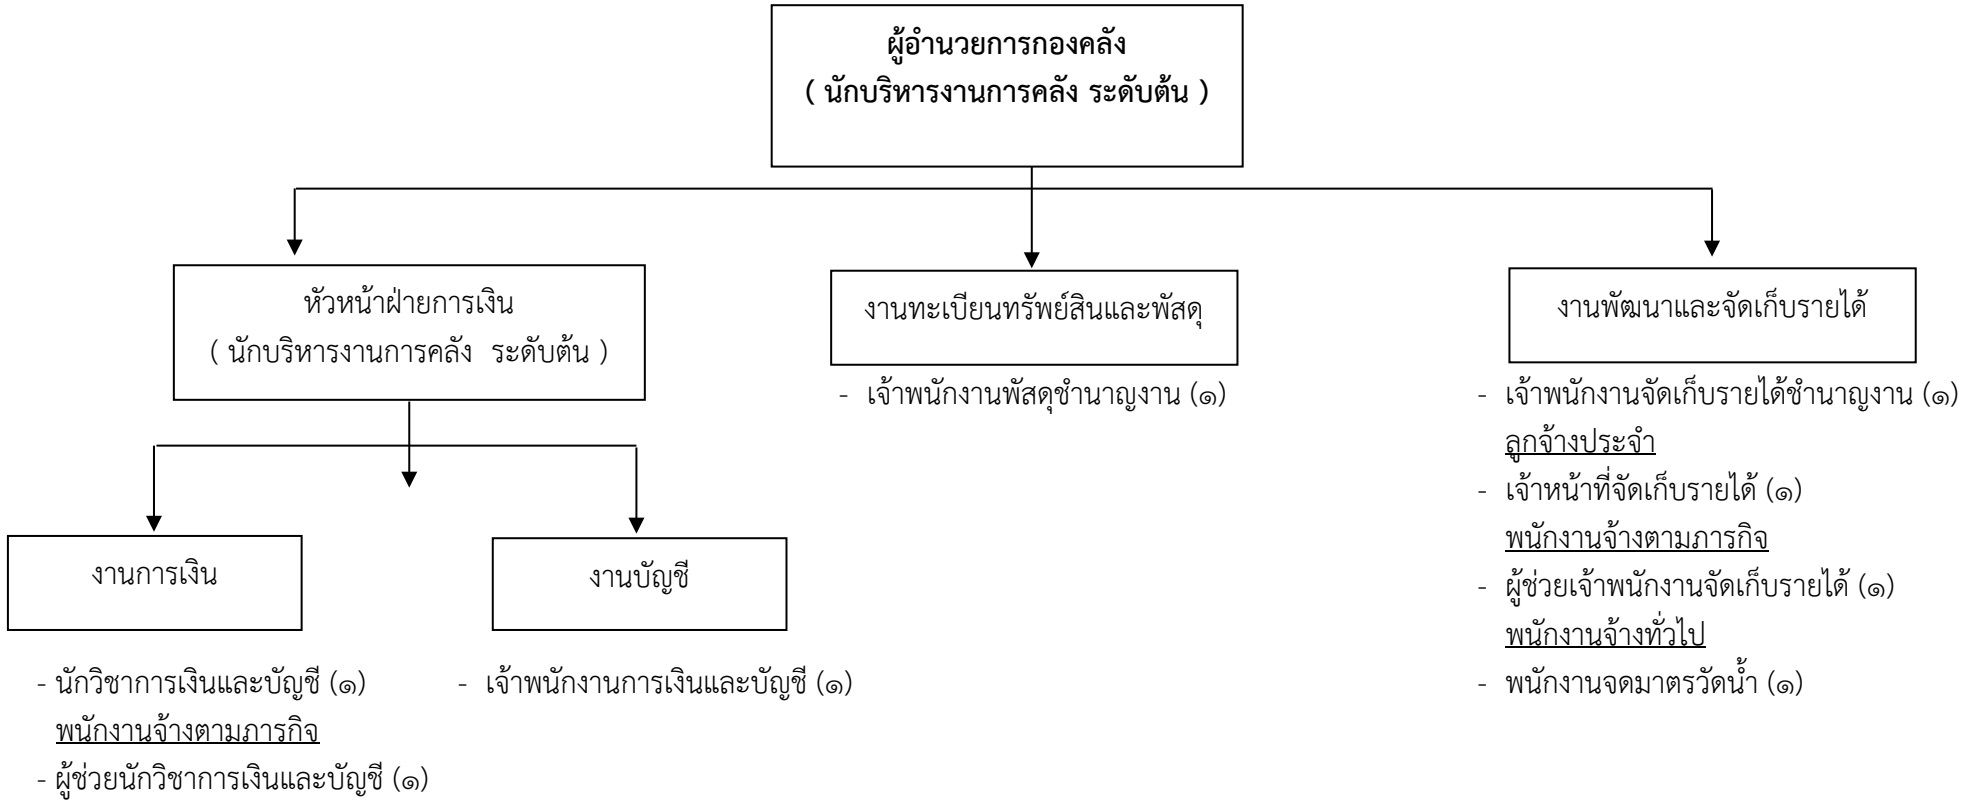 ผู้อำนวยการกองคลัง
( นักบริหารงานการคลัง ระดับต้น )
หัวหน้าฝ่ายการเงิน
( นักบริหารงานการคลัง ระดับต้น )
งานทะเบียนทรัพย์สินและพัสดุ
- เจ้าพนักงานพัสดุชำนาญงาน (๑)
งานพัฒนาและจัดเก็บรายได้
- เจ้าพนักงานจัดเก็บรายได้ชำนาญงาน (๑)
ลูกจ้างประจำ
- เจ้าหน้าที่จัดเก็บรายได้ (๑)
พนักงานจ้างตามภารกิจ
- ผู้ช่วยเจ้าพนักงานจัดเก็บรายได้ (๑)
พนักงานจ้างทั่วไป
- พนักงานจดมาตรวัดน้ำ (๑)
งานการเงิน
- นักวิชาการเงินและบัญชี (๑)
พนักงานจ้างตามภารกิจ
- ผู้ช่วยนักวิชาการเงินและบัญชี (๑)
งานบัญชี
- เจ้าพนักงานการเงินและบัญชี (๑)